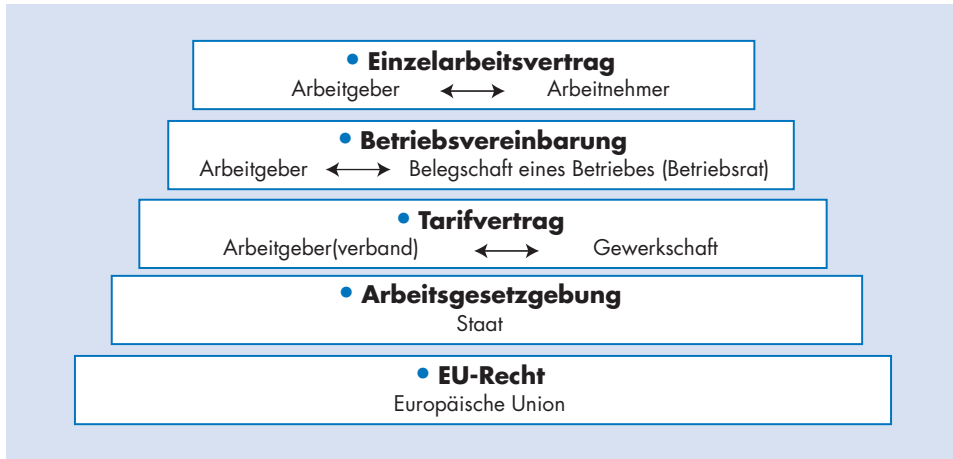 • Einzelarbeitsvertrag
Arbeitgeber ⟷ Arbeitnehmer
• Betriebsvereinbarung
Arbeitgeber ⟷ Belegschaft eines Betriebes (Betriebsrat)
• Tarifvertrag
Arbeitgeber(verband) ⟷ Gewerkschaft
• Arbeitsgesetzgebung
Staat
• EU-Recht
Europäische Union